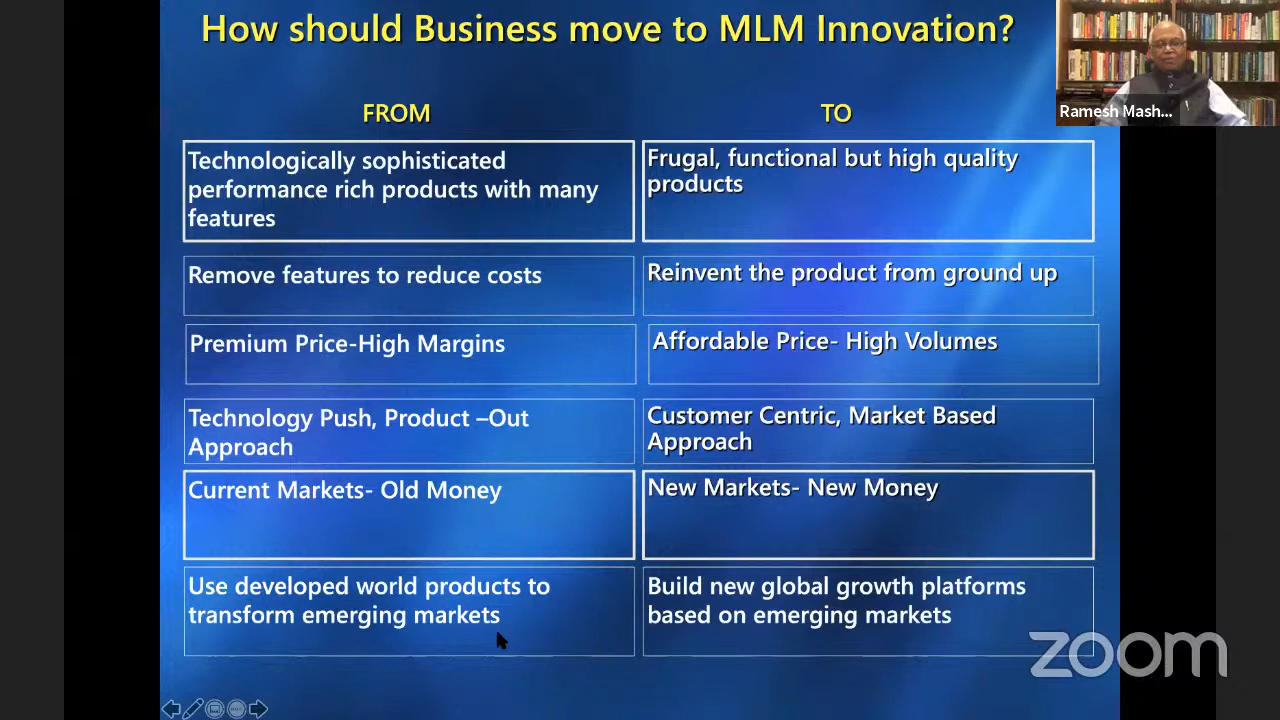 How should Business move to MLM Innovation?
Ramesh Mash...
FROM
TO
Technologically sophisticated
performance rich products with many
features
Frugal, functional but high quality
products
Remove features to reduce costs
Reinvent the product from ground up
Premium Price-High Margins
Affordable Price- High Volumes
Technology Push, Product –Out
Approach
Customer Centric, Market Based
Approach
Current Markets- Old Money
New Markets- New Money
Use developed world products to
transform emerging markets
Build new global growth platforms
based on emerging markets
zoom